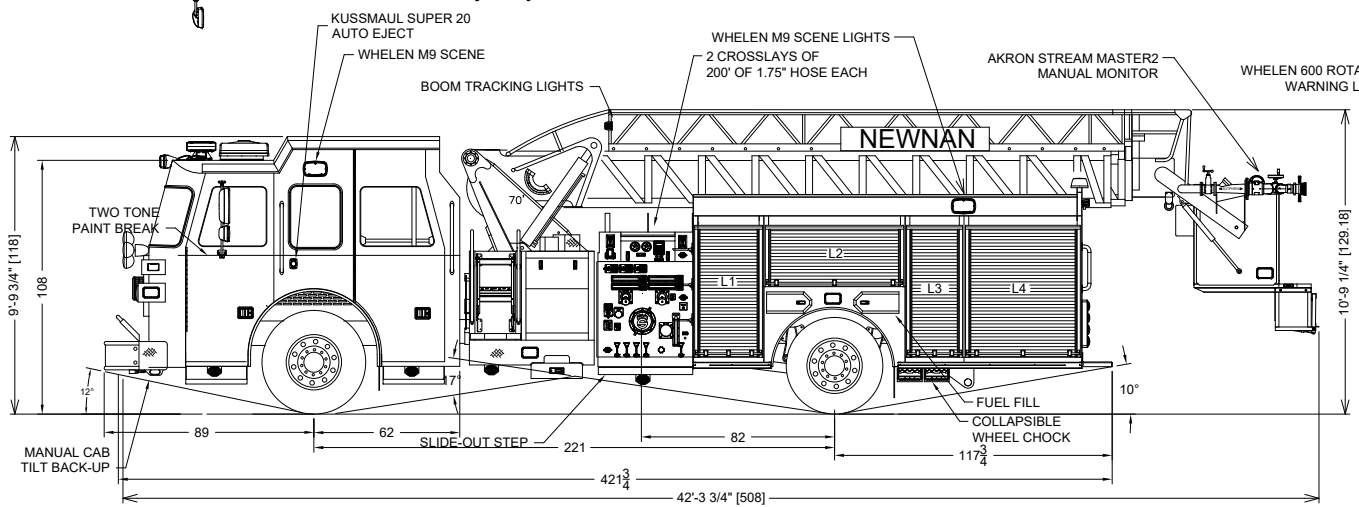 KUSSMAUL SUPER 20
AUTO EJECT
WHELEN M9 SCENE
BOOM TRACKING LIGHTS
WHELEN M9 SCENE LIGHTS
2 CROSSLAYS OF
200' OF 1.75" HOSE EACH
AKRON STREAM MASTER2
MANUAL MONITOR
WHELEN 600 ROTA
WARNING L
NEWNAN
TWO TONE
PAINT BREAK
70'
L1
L2
L3
L4
9'-9 3/4" [118]
108
10'-9 1/4" [129.18]
12°
17°
10°
MANUAL CAB
TILT BACK-UP
89
62
SLIDE-OUT STEP
221
82
FUEL FILL
COLLAPSIBLE
WHEEL CHOCK
117 3/4
421 3/4
42'-3 3/4" [508]